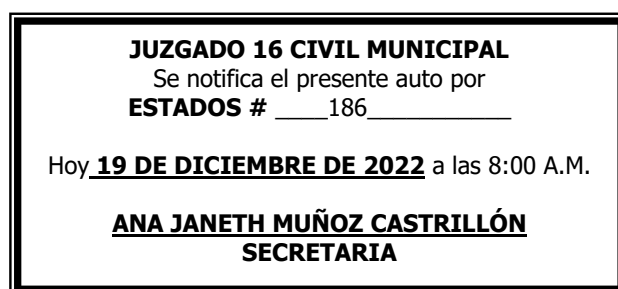 JUZGADO 16 CIVIL MUNICIPAL
Se notifica el presente auto por
ESTADOS # ____186___________
Hoy 19 DE DICIEMBRE DE 2022 a las 8:00 A.M.
ANA JANETH MUÑOZ CASTRILLÓN
SECRETARIA